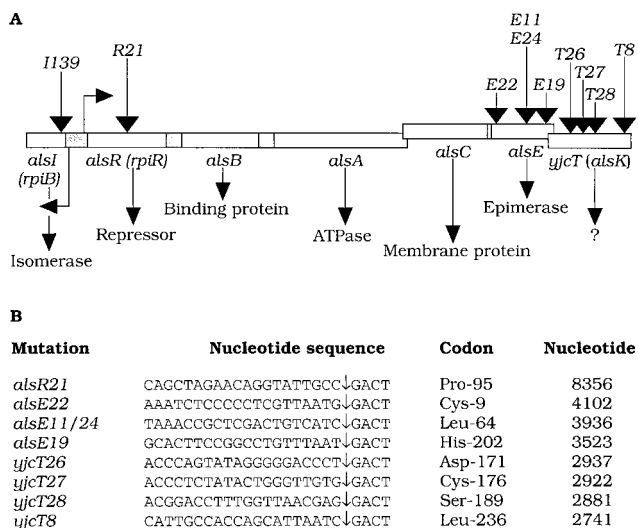 A
E11
I139 R21 E24 T26 T8
E22 E19 T27
T28
alsI alsR (rpiR) alsB alsA alsC alsE yjcT (alsK)
(rpiB)
Binding protein Epimerase
Repressor ATPase ?
Isomerase Membrane protein
B
Mutation Nucleotide sequence Codon Nucleotide
alsR21 CAGCTAGAACAGGTATTGCC↓GACT Pro-95 8356
alsE22 AAATCTCCCCCTCGTTAATG↓GACT Cys-9 4102
alsE11/24 TAAACCGCTCGACTGTCATC↓GACT Leu-64 3936
alsE19 GCACTTCCGGCCTGTTTAAT↓GACT His-202 3523
yjcT26 ACCCAGTATAGGGGGACCCT↓GACT Asp-171 2937
yjcT27 ACCCTCTATACTGGGTTGTG↓GACT Cys-176 2922
yjcT28 ACGGACCTTTGGTTAACGAG↓GACT Ser-189 2881
yjcT8 CATTGCCACCAGCATTAATC↓GACT Leu-236 2741